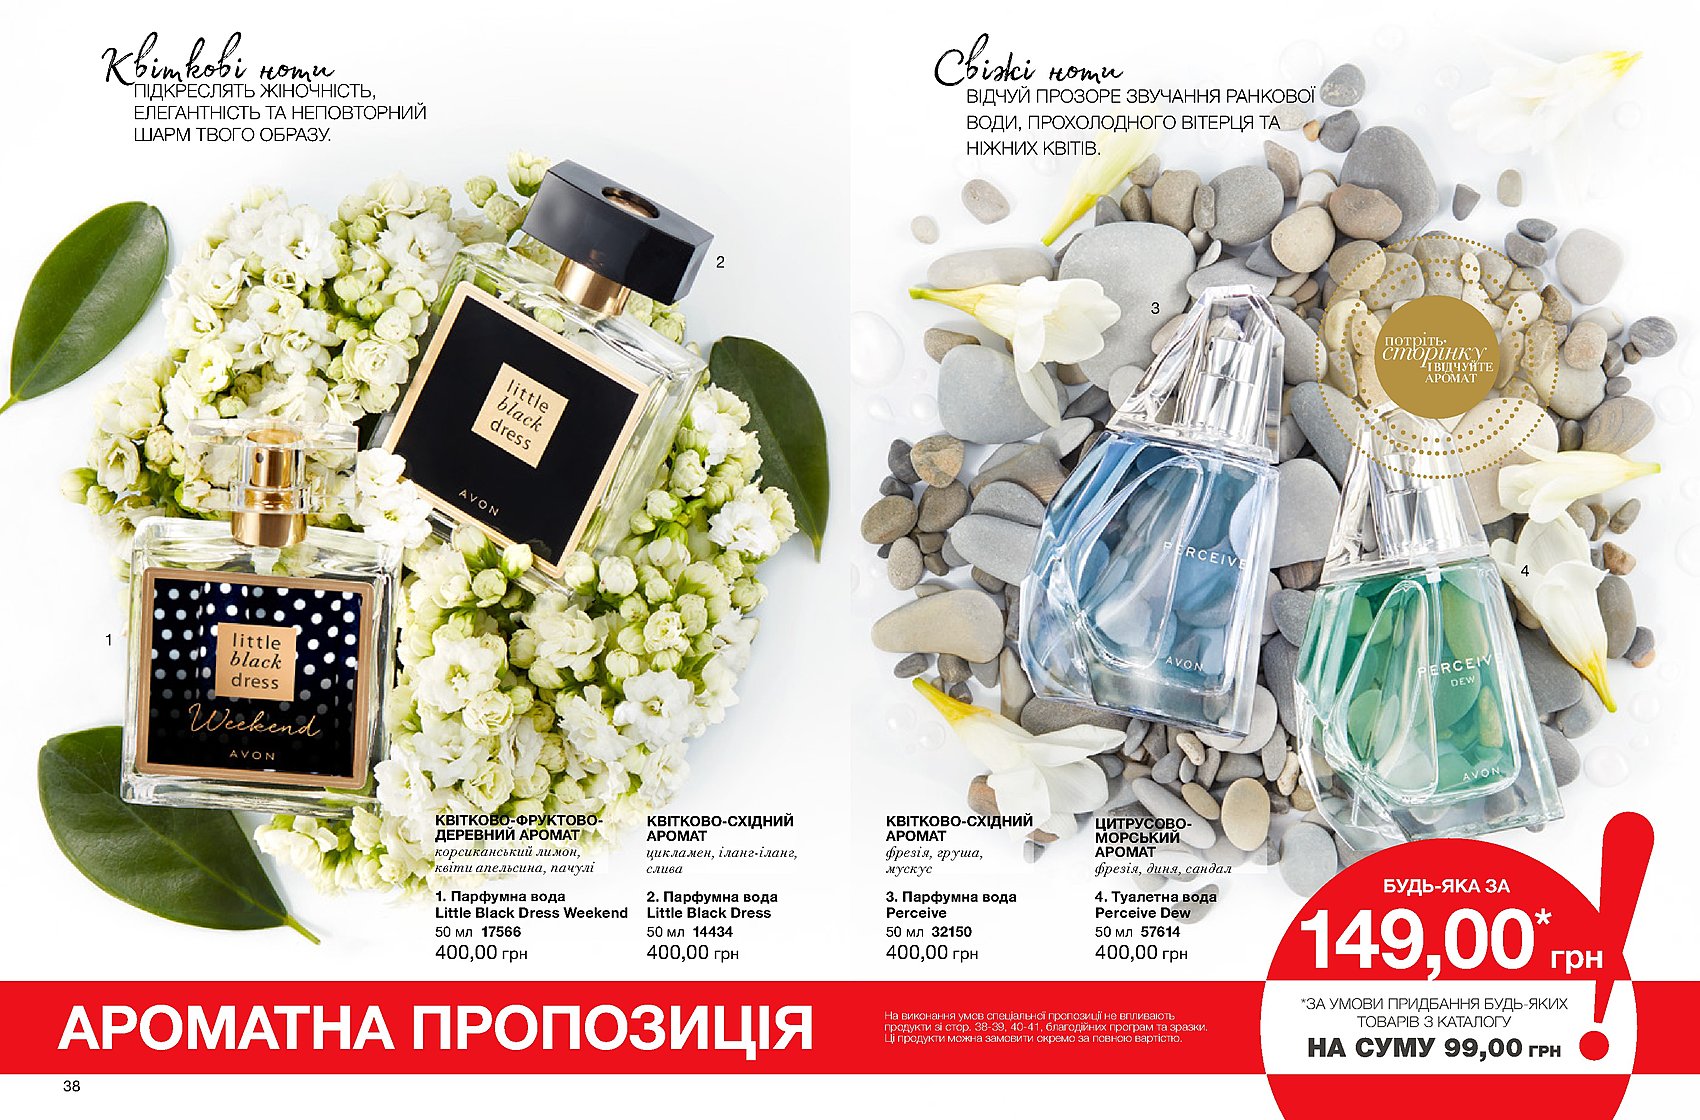 Квіткові ноти
ПІДКРЕСЛЯТЬ ЖІНОЧНІСТЬ,
ЕЛЕГАНТНІСТЬ ТА НЕПОВТОРНИЙ
ШАРМ ТВОГО ОБРАЗУ.
2
little
black
dress
AVON
1
little
black
dress
Weekend
AVON
КВІТКОВО-ФРУКТОВО-
ДЕРЕВНИЙ АРОМАТ
корсиканський лимон,
квіти апельсина, пачулі
1. Парфумна вода
Little Black Dress Weekend
50 мл 17566
400,00 грн
КВІТКОВО-СХІДНИЙ
АРОМАТ
цикламен, іланг-іланг,
слива
2. Парфумна вода
Little Black Dress
50 мл 14434
400,00 грн
Свіжі ноти
ВІДЧУЙ ПРОЗОРЕ ЗВУЧАННЯ РАНКОВОЇ
ВОДИ, ПРОХОЛОДНОГО ВІТЕРЦЯ ТА
НІЖНИХ КВІТІВ.
3
ПОТРІТЬ
СТОРІНКУ
І ВІДЧУЙТЕ
АРОМАТ
PERCEIVE
AVON
4
PERCEIVE
DEW
AVON
КВІТКОВО-СХІДНИЙ
АРОМАТ
фрезія, груша,
мускус
3. Парфумна вода
Perceive
50 мл 32150
400,00 грн
ЦИТРУСОВО-
МОРСЬКИЙ
АРОМАТ
фрезія, диня, сандал
4. Туалетна вода
Perceive Dew
50 мл 57614
400,00 грн
БУДЬ-ЯКА ЗА
149,00* грн
*ЗА УМОВИ ПРИДБАННЯ БУДЬ-ЯКИХ
ТОВАРІВ З КАТАЛОГУ
НА СУМУ 99,00 ГРН
!
АРОМАТНА ПРОПОЗИЦІЯ
На виконання умов спеціальної пропозиції не впливають
продукти зі стор. 38-39, 40-41, благодійних програм та зразки.
Ці продукти можна замовити окремо за повною вартістю.
38